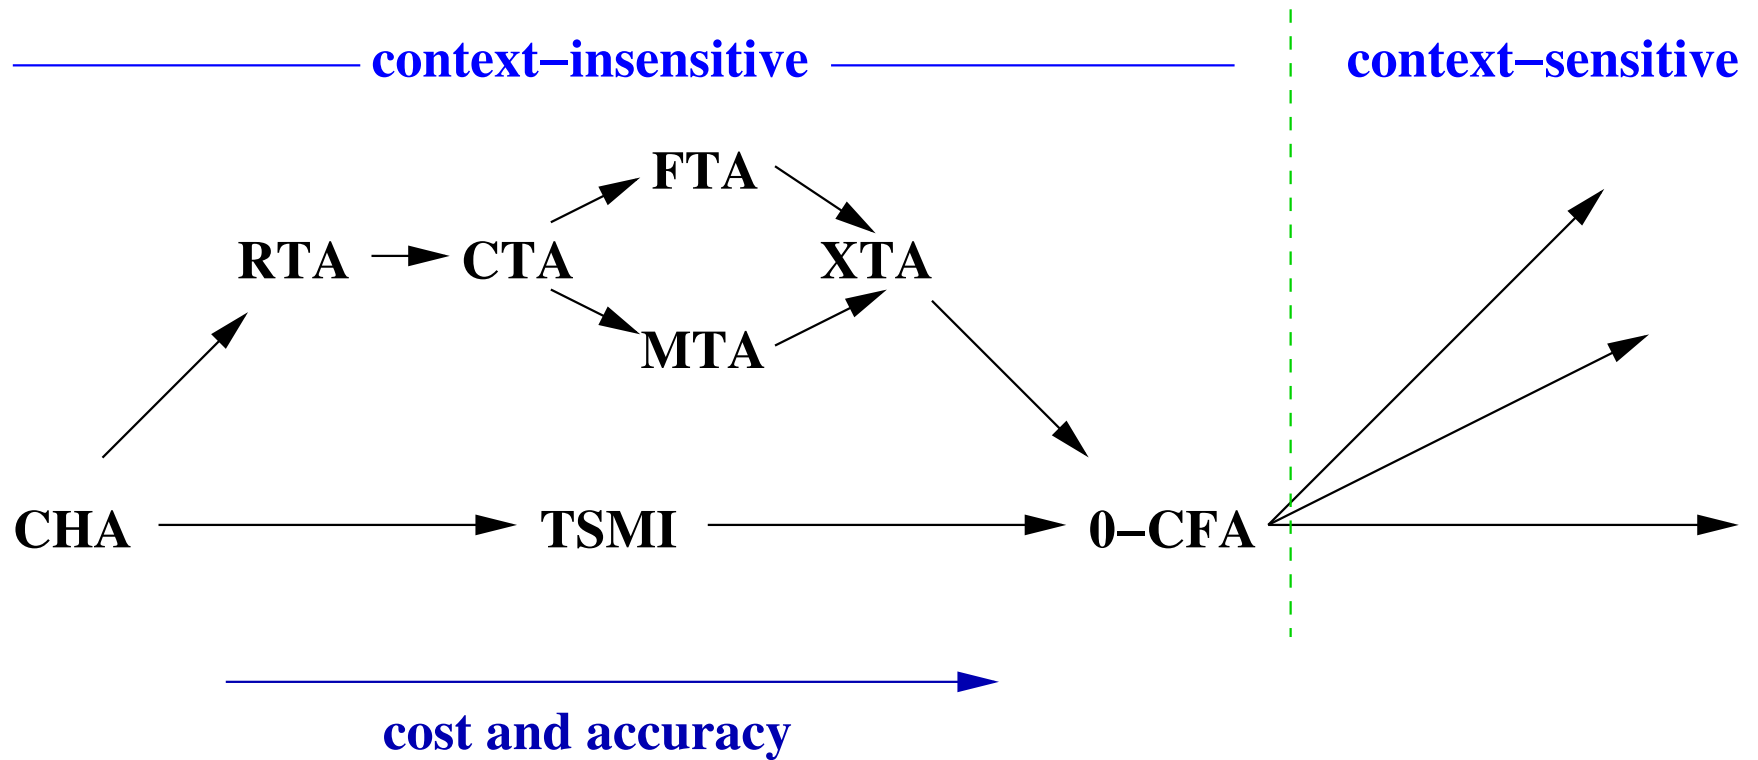 context–insensitive
context–sensitive
FTA
RTA
CTA
XTA
MTA
CHA
TSMI
0–CFA
cost and accuracy